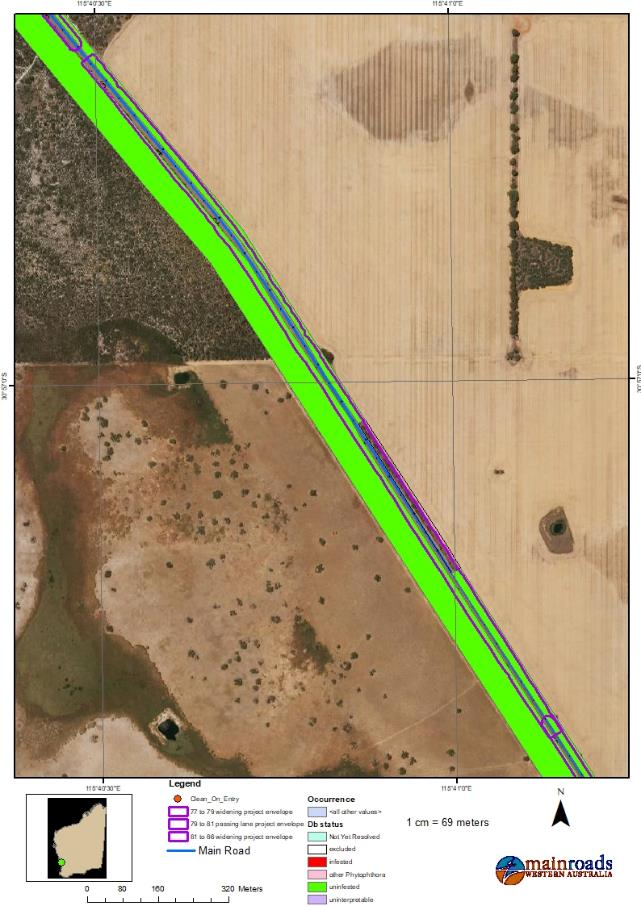 115°40'30"E 115°41'0"E
30°57'0"S 30°57'0"S
115°40'30"E 115°41'0"E
Legend
Clean_On_Entry
77 to 79 widening project envelope
79 to 81 passing lane project envelope
81 to 86 widening project envelope
Main Road
Occurrence
<all other values>
Db status
Not Yet Resolved
excluded
infested
other Phytophthora
uninfested
uninterpretable
1 cm = 69 meters
N
0 80 160 320 Meters
mainroads
WESTERN AUSTRALIA